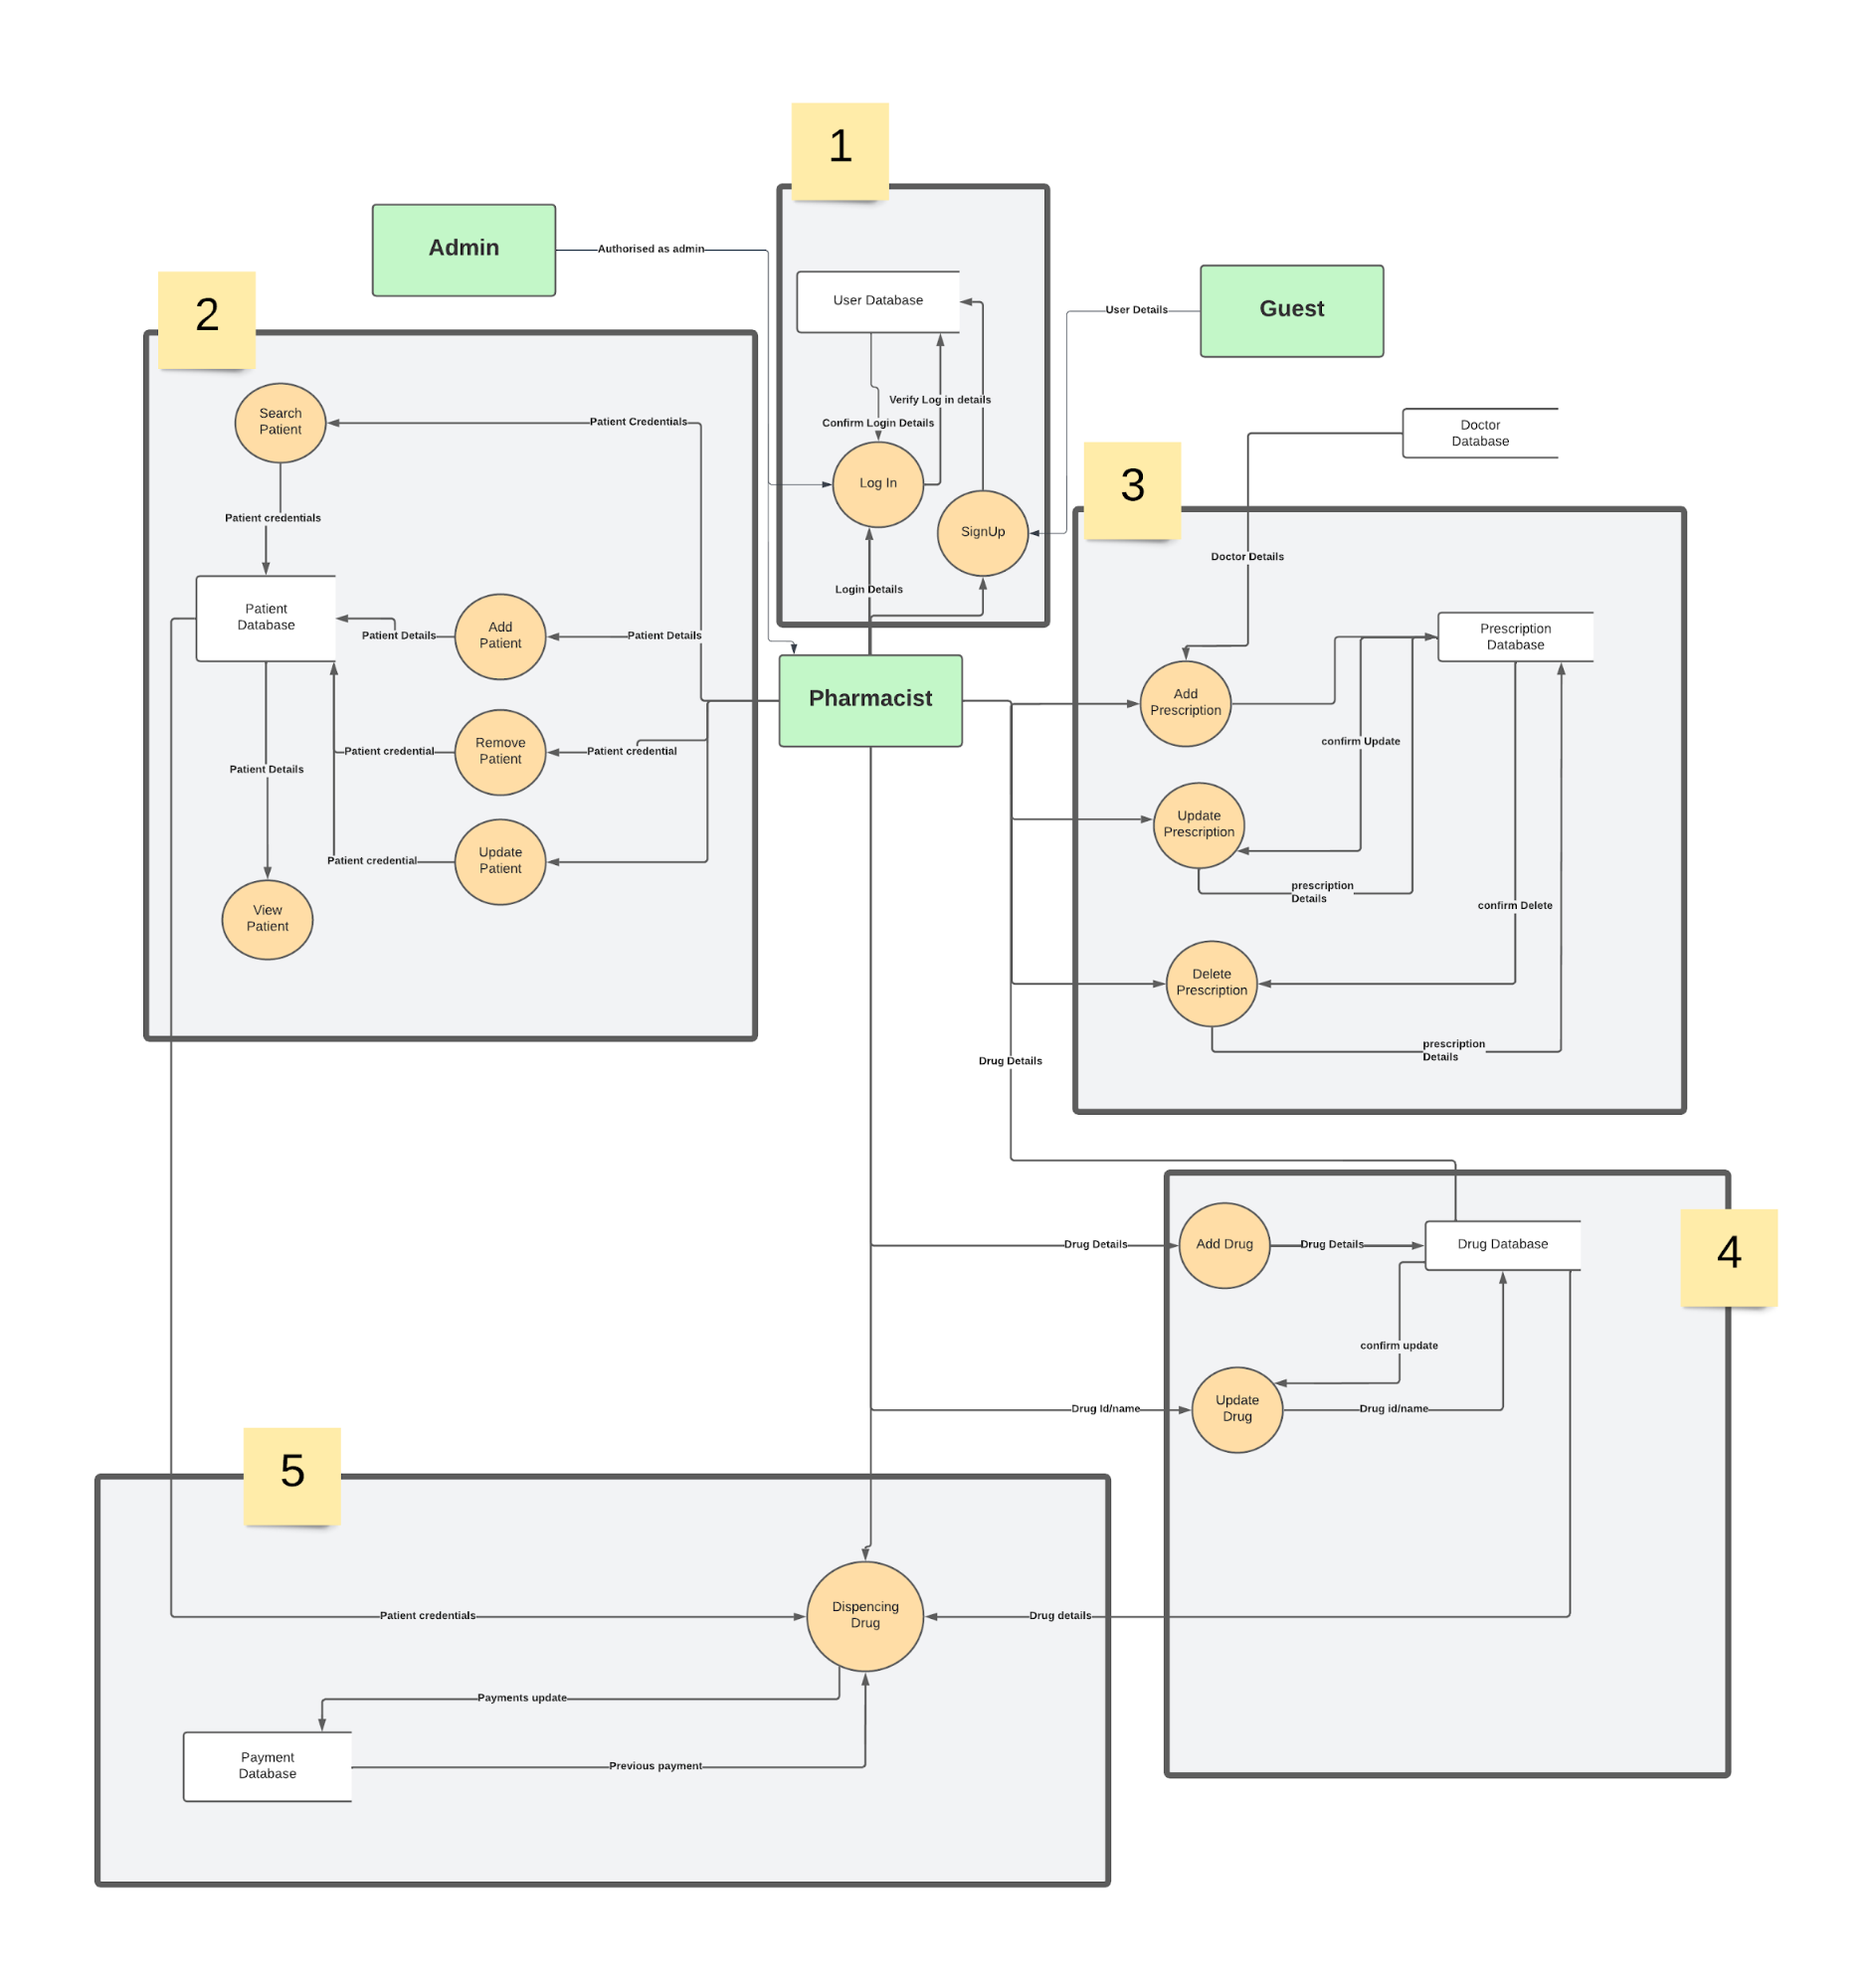 1
Admin
Authorised as admin
2
User Database
User Details
Guest
Verify Log in details
Confirm Login Details
Log In
SignUp
Login Details
Search
Patient
Patient Credentials
Patient credentials
Patient
Database
Patient Details
Add
Patient
Patient Details
Patient credential
Remove
Patient
Patient credential
Patient Details
Patient credential
Update
Patient
View
Patient
Pharmacist
Doctor
Database
3
Doctor Details
Prescription
Database
Add
Prescription
confirm Update
Update
Prescription
prescription
Details
confirm Delete
Delete
Prescription
prescription
Details
Drug Details
4
Drug Details
Add Drug
Drug Details
Drug Database
confirm update
Drug Id/name
Update
Drug
Drug id/name
5
Patient credentials
Dispencing
Drug
Drug details
Payments update
Payment
Database
Previous payment